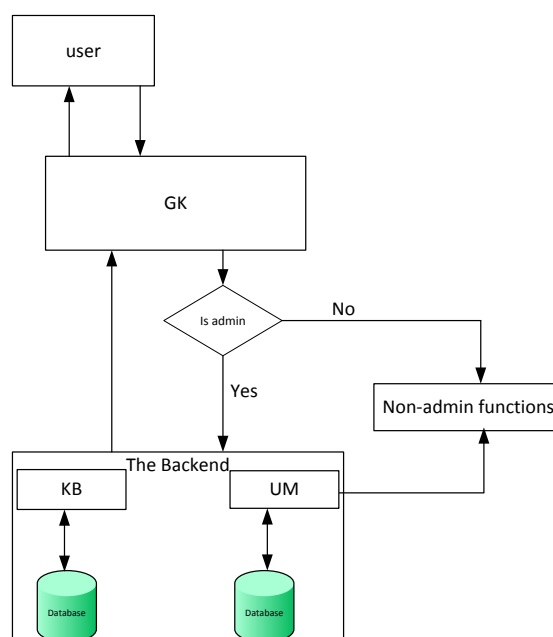 user
GK
Is admin
No
Yes
Non-admin functions
The Backend
KB
UM
Database
Database